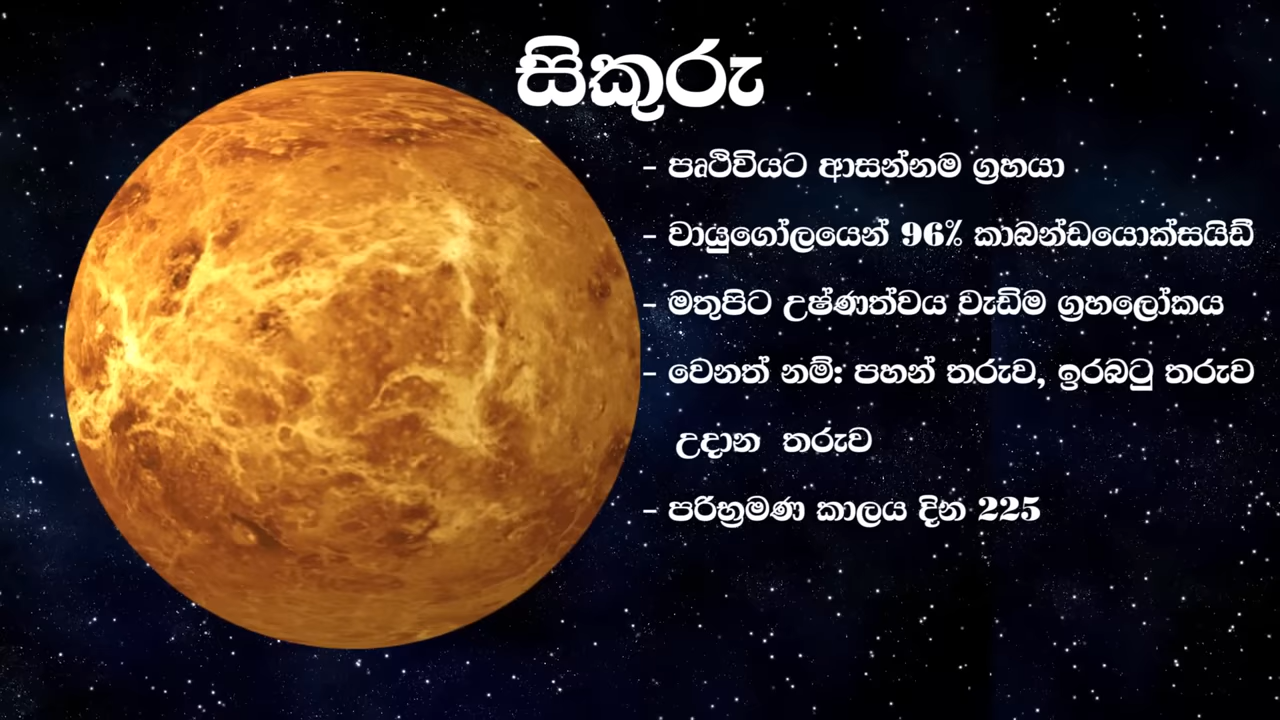 සිකුරු
- පෘථිවියට ආසන්නම ග්‍රහයා
- වායුගෝලයෙන් 96% කාබන්ඩයොක්සයිඩ්
- මතුපිට උෂ්ණත්වය වැඩිම ග්‍රහලෝකය
- වෙනත් නම්: පහන් තරුව, ඉරබටු තරුව
උදාන තරුව
- පරිභ්‍රමණ කාලය දින 225